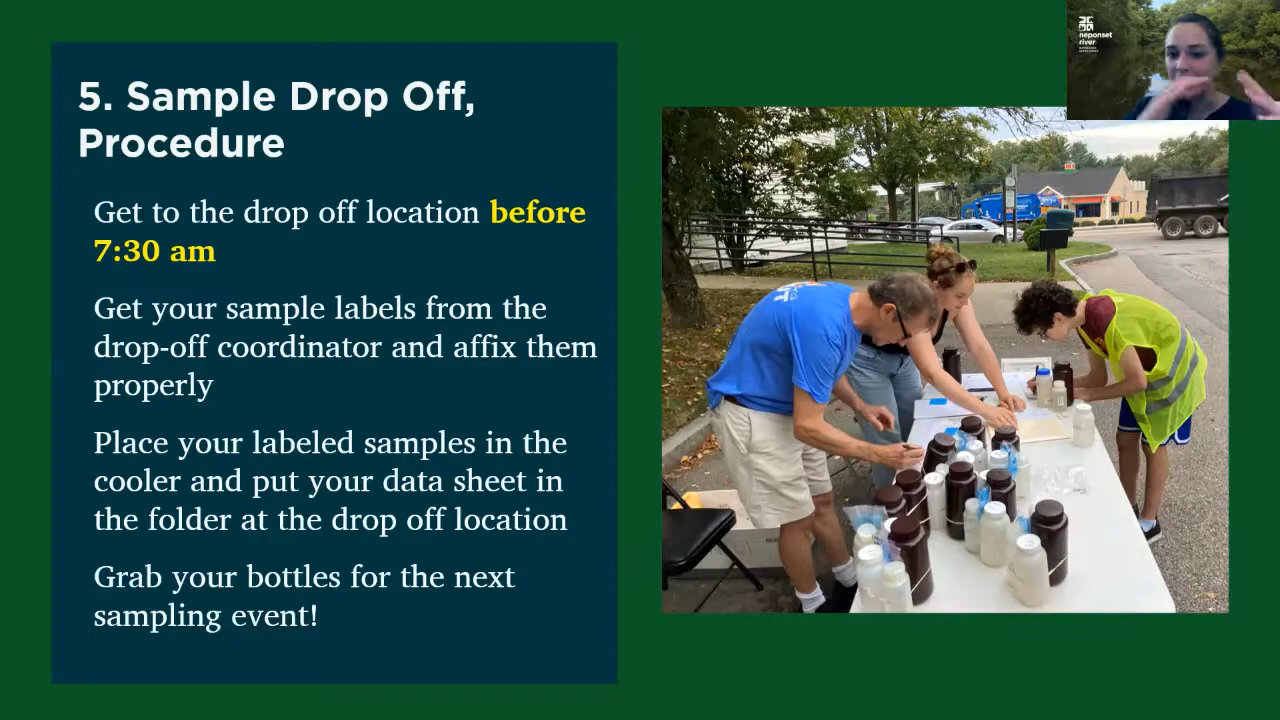 5. Sample Drop Off,
Procedure
Get to the drop off location before
7:30 am
Get your sample labels from the
drop-off coordinator and affix them
properly
Place your labeled samples in the
cooler and put your data sheet in
the folder at the drop off location
Grab your bottles for the next
sampling event!
neponset
river